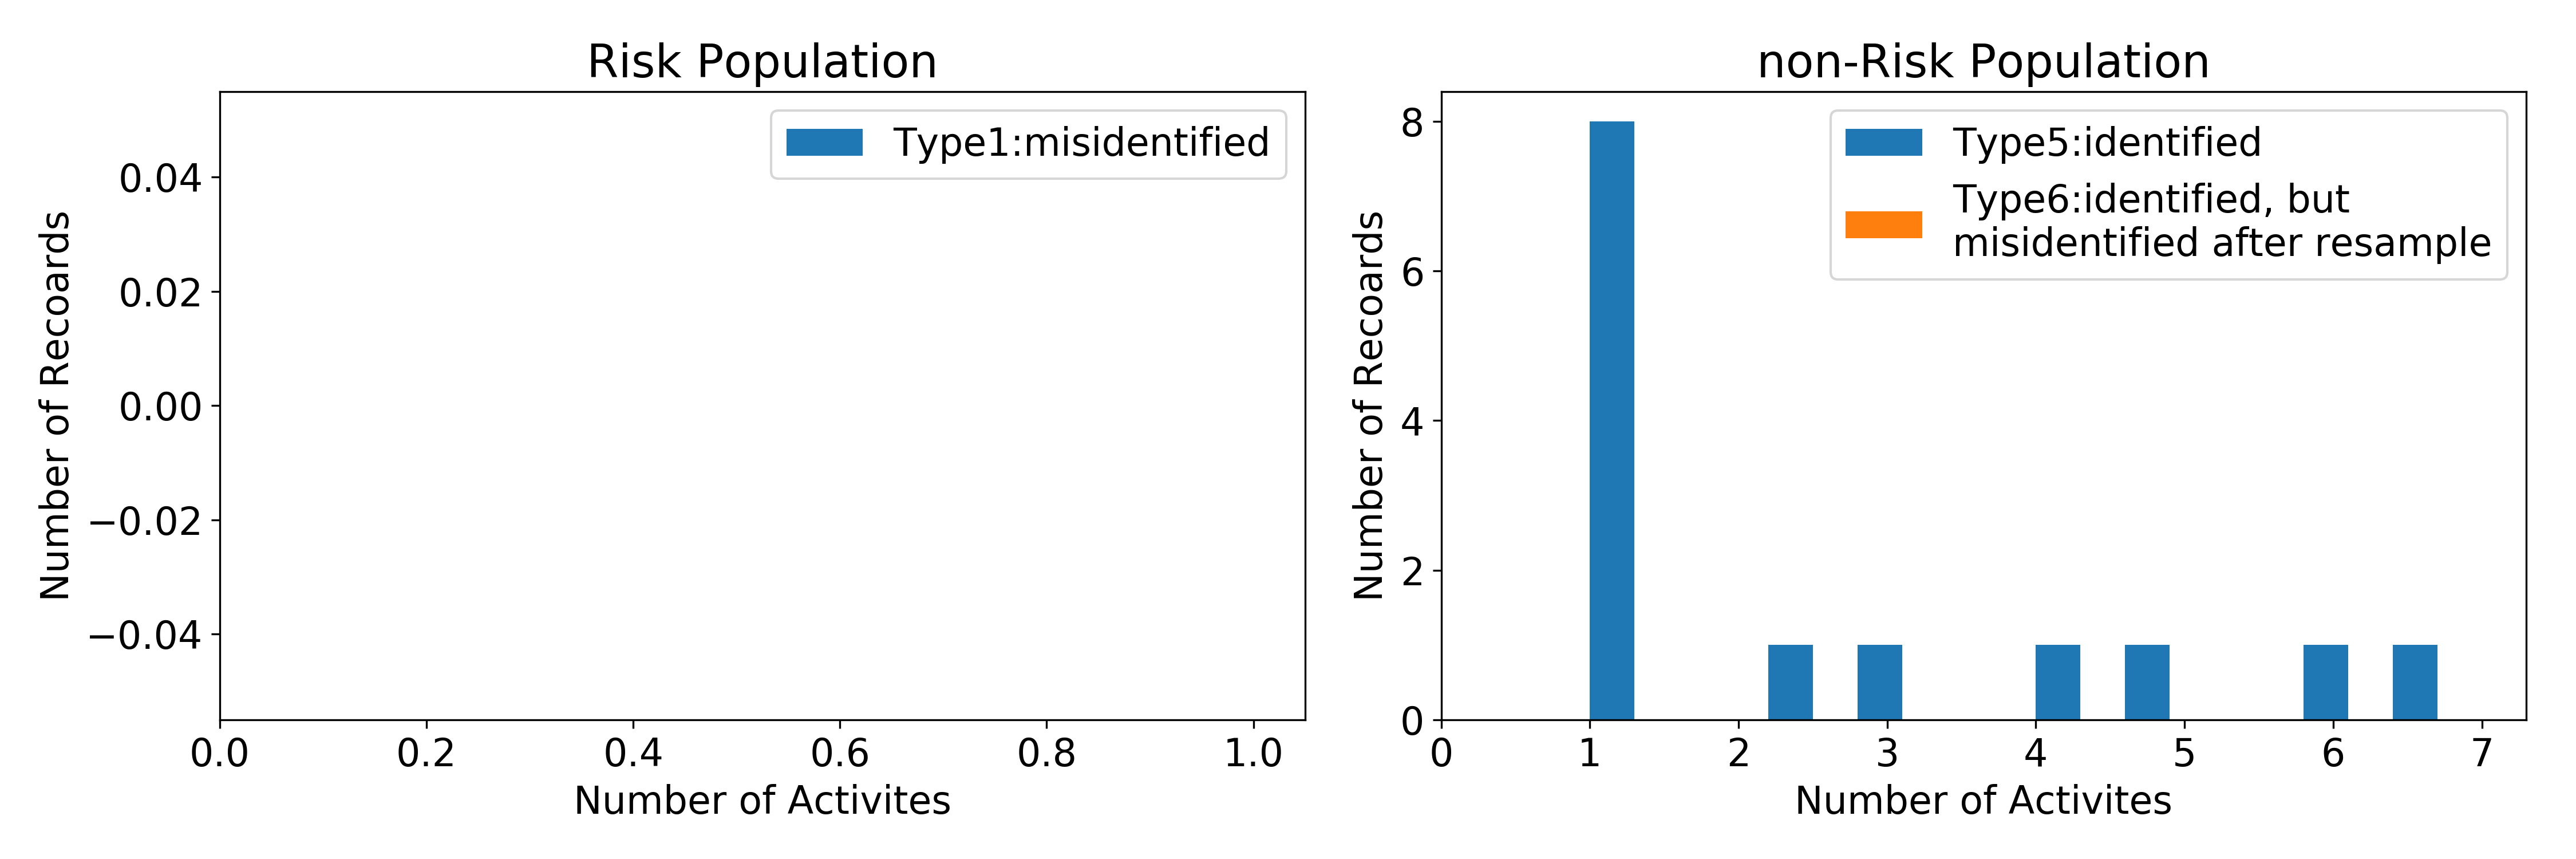 Risk Population
Type1:misidentified
Number of Recoards
0.04
0.02
0.00
−0.02
−0.04
0.0 0.2 0.4 0.6 0.8 1.0
Number of Activites
non-Risk Population
Type5:identified
Type6:identified, but
misidentified after resample
Number of Recoards
8
6
4
2
0
0 1 2 3 4 5 6 7
Number of Activites